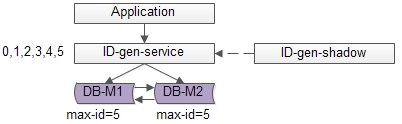 Application
0,1,2,3,4,5
ID-gen-service
ID-gen-shadow
DB-M1
DB-M2
max-id=5
max-id=5